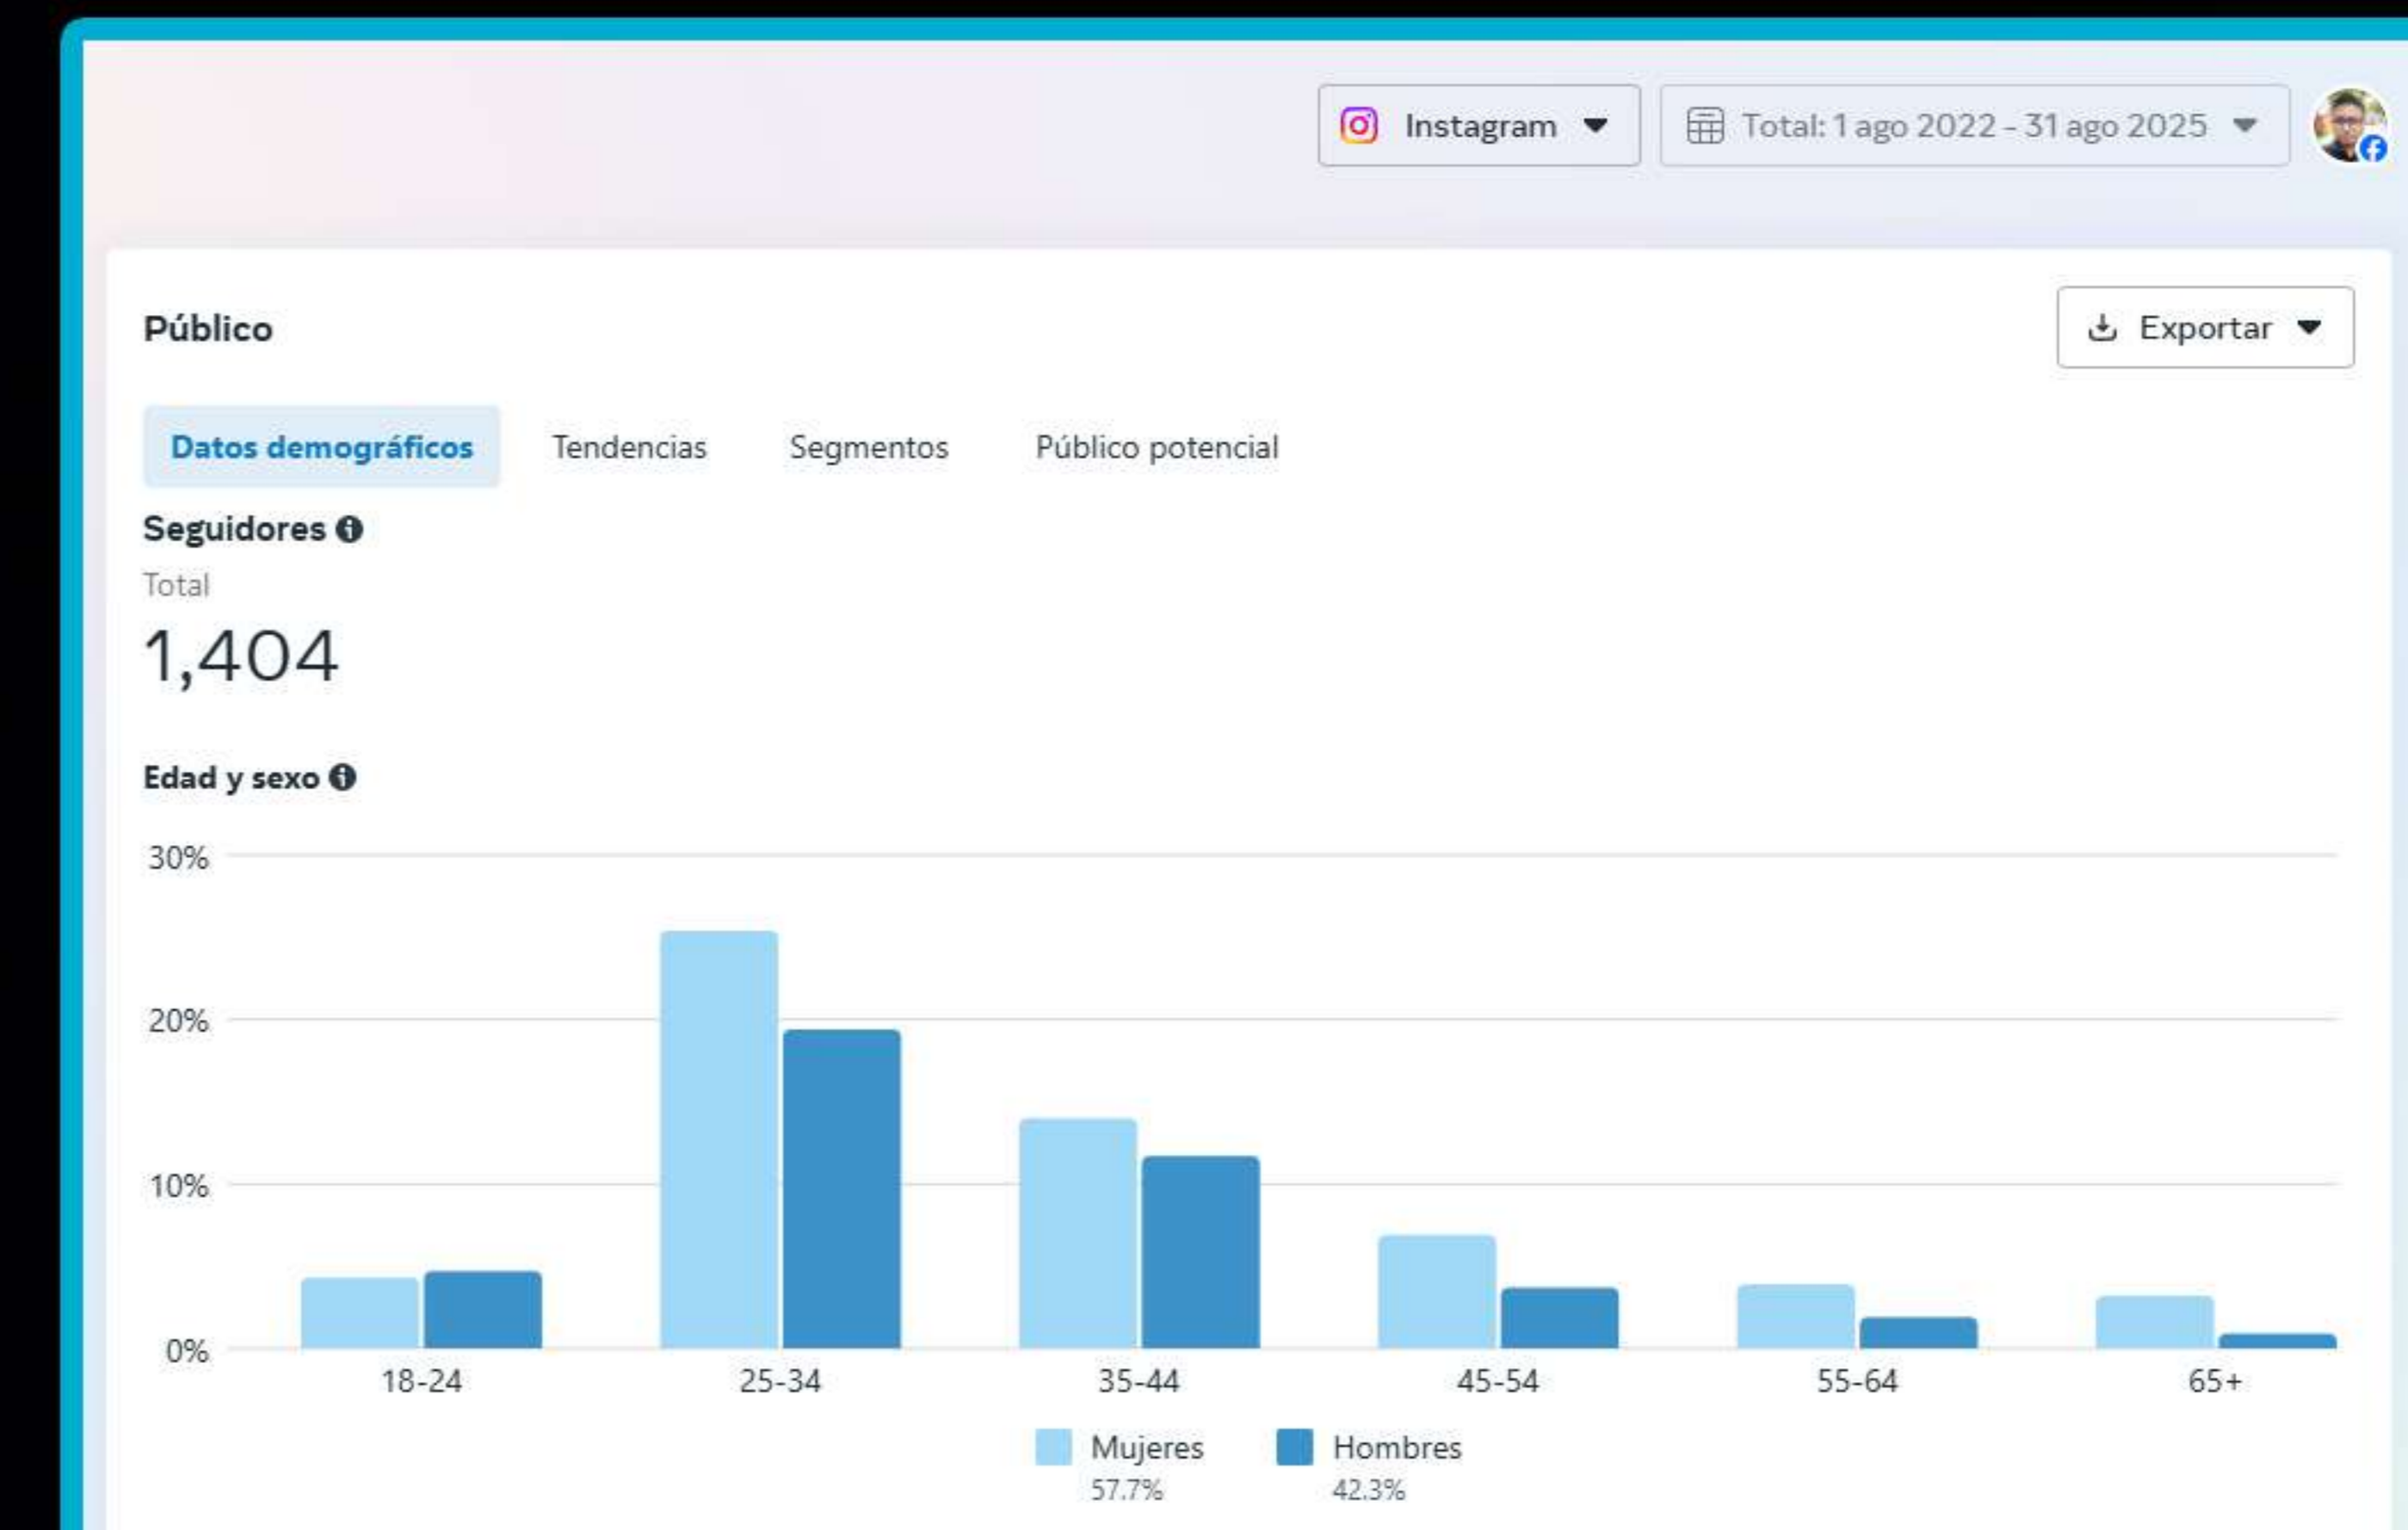 Instagram
Total: 1 ago 2022 - 31 ago 2025
Público
Exportar
Datos demográficos Tendencias Segmentos Público potencial
Seguidores
Total
1,404
Edad y sexo
30%
20%
10%
0%
18-24 25-34 35-44 45-54 55-64 65+
Mujeres Hombres
57.7% 42.3%